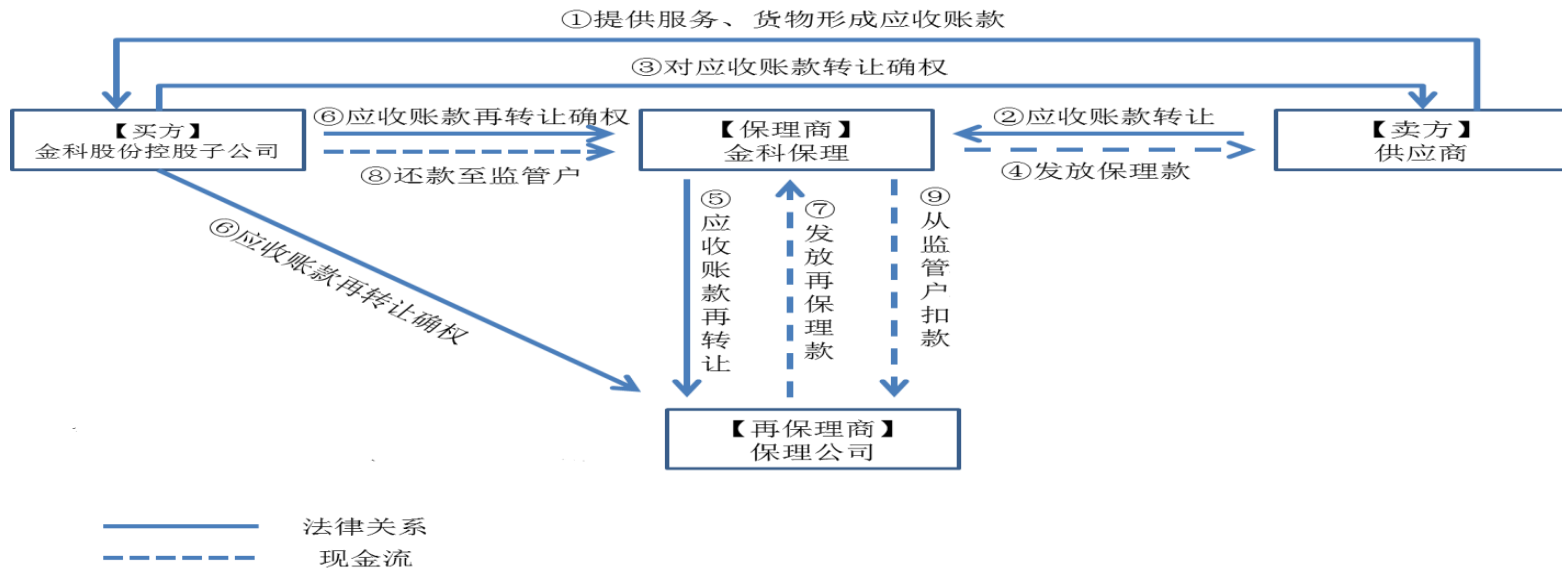 ①提供服务、货物形成应收账款
③对应收账款转让确权
【买方】
金科股份控股子公司
⑥应收账款再转让确权
⑧还款至监管户
【保理商】
金科保理
②应收账款转让
④发放保理款
【卖方】
供应商
⑥应收账款再转让确权
⑤应收账款再转让
⑦发放再保理款
⑨从监管户扣款
【再保理商】
保理公司
法律关系
现金流